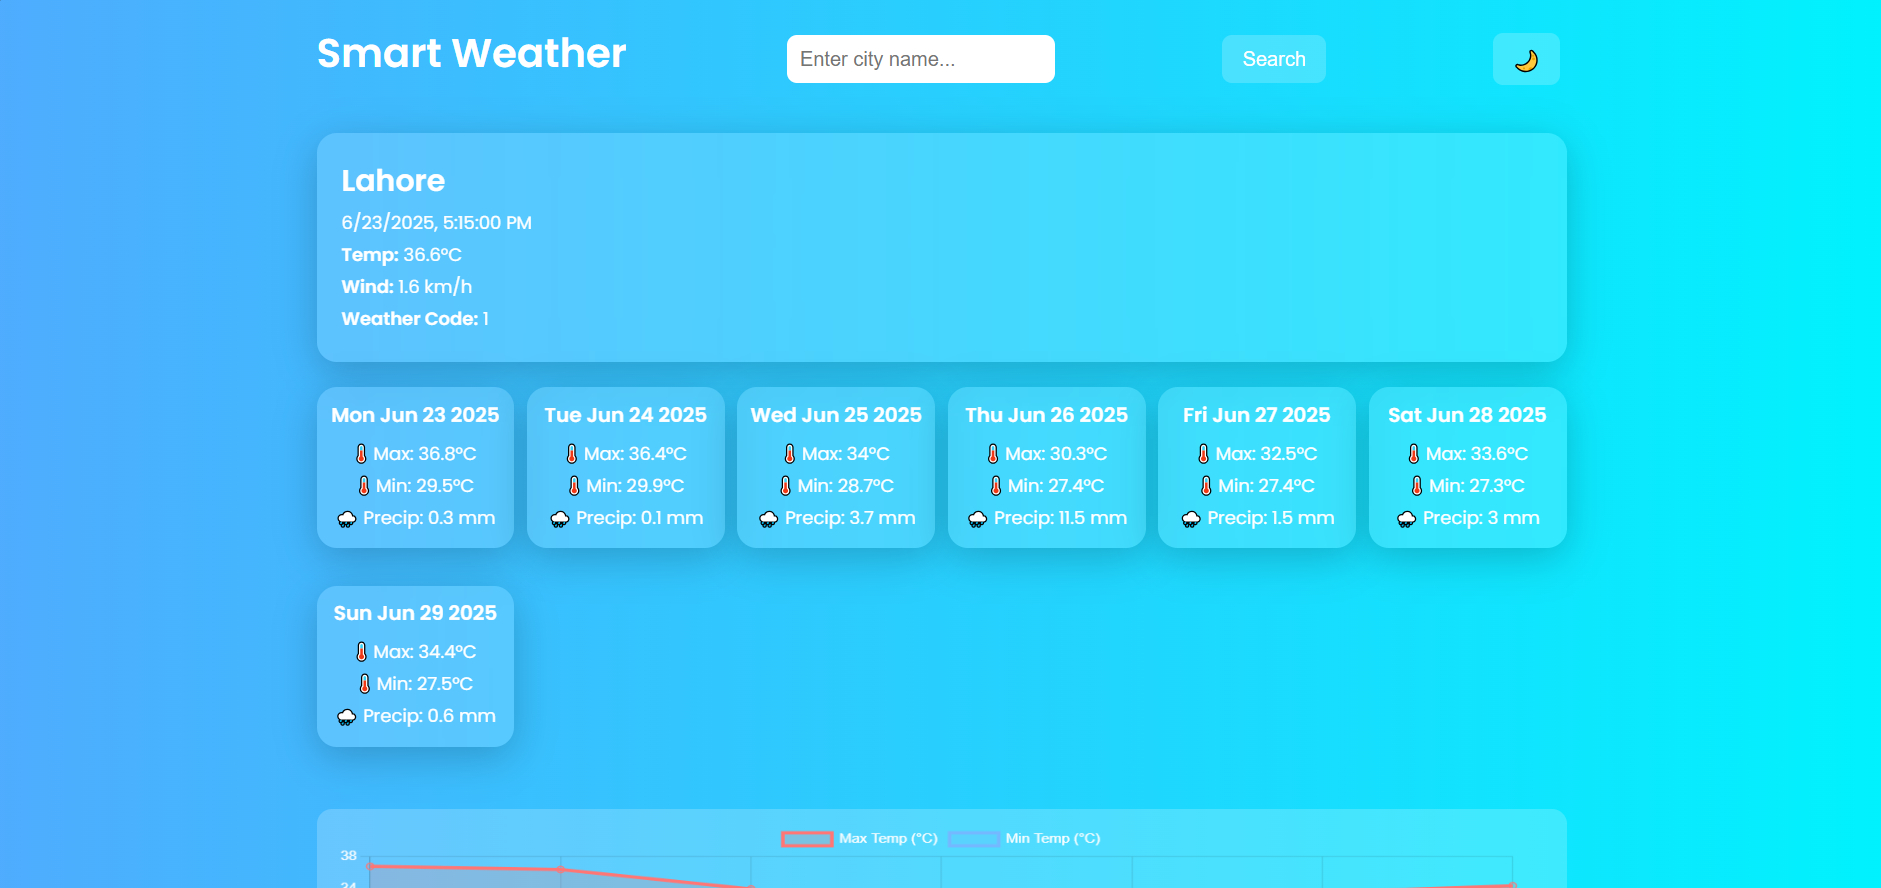 Smart Weather
Enter city name...
Search
Lahore
6/23/2025, 5:15:00 PM
Temp: 36.6°C
Wind: 1.6 km/h
Weather Code: 1
Mon Jun 23 2025
Max: 36.8°C
Min: 29.5°C
Precip: 0.3 mm
Tue Jun 24 2025
Max: 36.4°C
Min: 29.9°C
Precip: 0.1 mm
Wed Jun 25 2025
Max: 34°C
Min: 28.7°C
Precip: 3.7 mm
Thu Jun 26 2025
Max: 30.3°C
Min: 27.4°C
Precip: 11.5 mm
Fri Jun 27 2025
Max: 32.5°C
Min: 27.4°C
Precip: 1.5 mm
Sat Jun 28 2025
Max: 33.6°C
Min: 27.3°C
Precip: 3 mm
Sun Jun 29 2025
Max: 34.4°C
Min: 27.5°C
Precip: 0.6 mm
Max Temp (°C) Min Temp (°C)
38
34